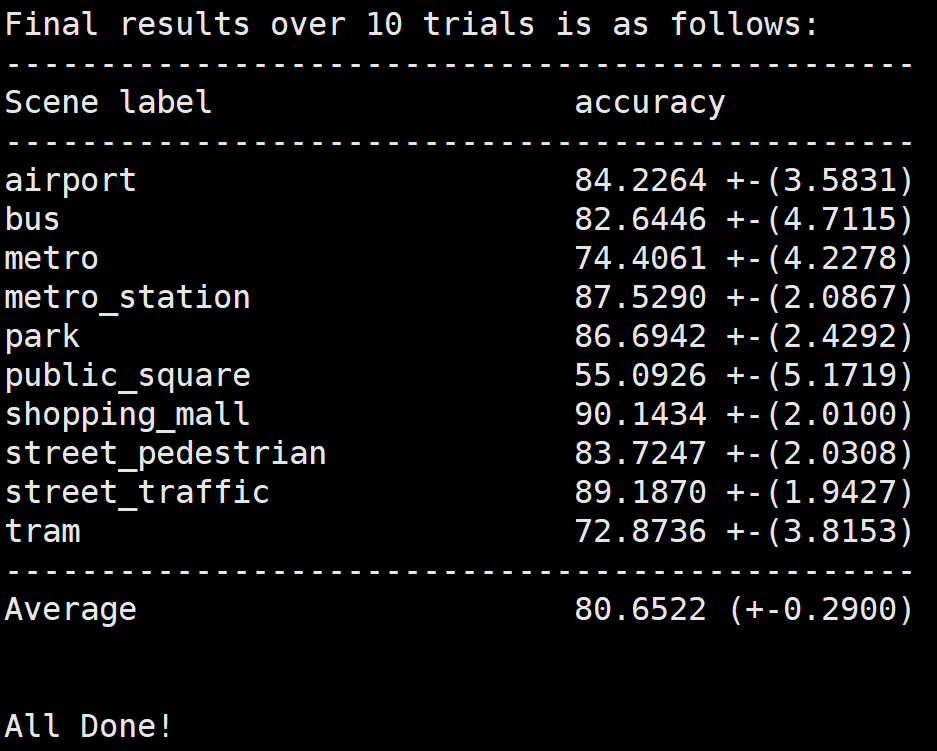 Final results over 10 trials is as follows:
------------------------------------------------
Scene label                   accuracy
------------------------------------------------
airport                       84.2264 +-(3.5831)
bus                           82.6446 +-(4.7115)
metro                         74.4061 +-(4.2278)
metro_station                 87.5290 +-(2.0867)
park                          86.6942 +-(2.4292)
public_square                 55.0926 +-(5.1719)
shopping_mall                 90.1434 +-(2.0100)
street_pedestrian             83.7247 +-(2.0308)
street_traffic                89.1870 +-(1.9427)
tram                          72.8736 +-(3.8153)
------------------------------------------------
Average                       80.6522 (+-0.2900)
All Done!